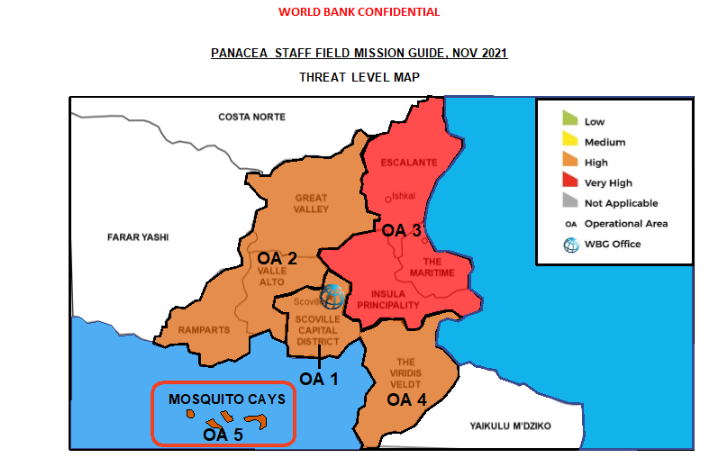 WORLD BANK CONFIDENTIAL
PANACEA STAFF FIELD MISSION GUIDE, NOV 2021
THREAT LEVEL MAP
COSTA NORTE
Low
Medium
High
Very High
Not Applicable
OA Operational Area
WBG Office
ESCALANTE
Ishkal
GREAT
VALLEY
FARAR YASHI
OA 3
OA 2
VALLE
ALTO
THE
MARITIME
INSULA
PRINCIPALITY
SCOVILLE
CAPITAL
DISTRICT
RAMPARTS
OA 1
THE
VIRIDIS
VELDT
OA 4
MOSQUITO CAYS
OA 5
YAIKULU M'DZIKO